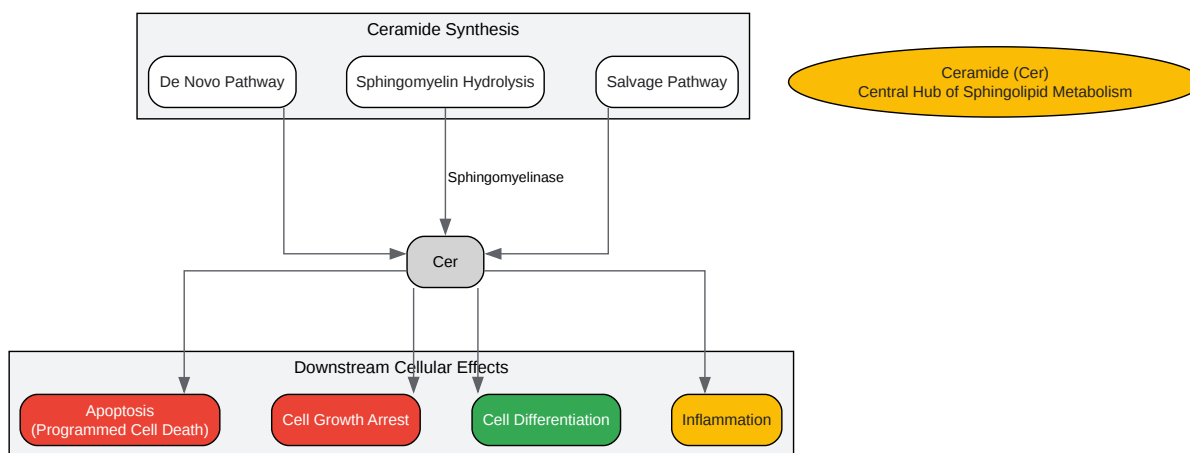 Ceramide Synthesis
De Novo Pathway
Sphingomyelin Hydrolysis
Salvage Pathway
Ceramide (Cer)
Central Hub of Sphingolipid Metabolism
Sphingomyelinase
Cer
Downstream Cellular Effects
Apoptosis
(Programmed Cell Death)
Cell Growth Arrest
Cell Differentiation
Inflammation